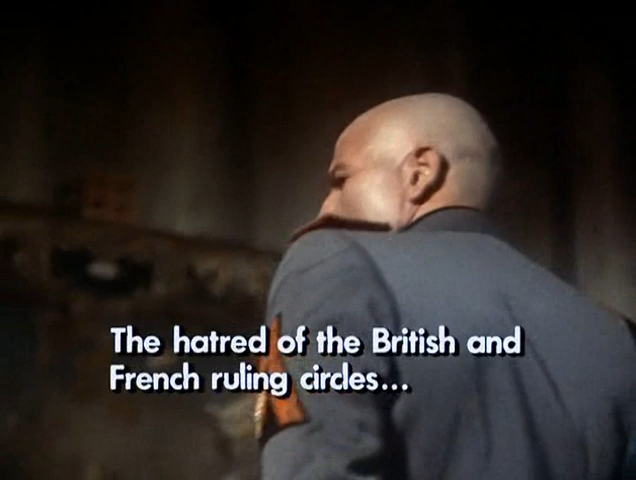 The hatred of the British and
French ruling circles...